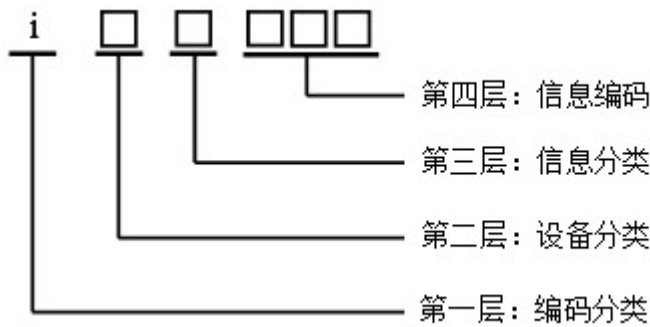 i □ □ □□□
第四层：信息编码
第三层：信息分类
第二层：设备分类
第一层：编码分类